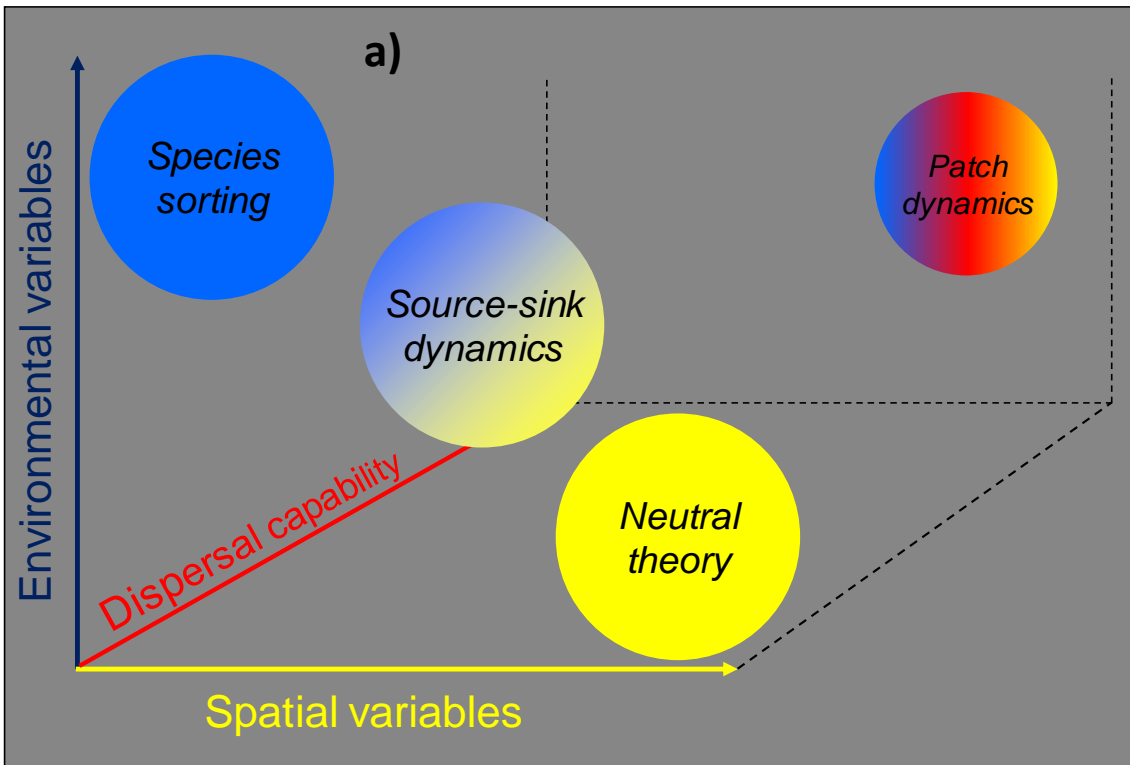 a)
Environmental variables
Species
sorting
Patch
dynamics
Source-sink
dynamics
Dispersal capability
Neutral
theory
Spatial variables